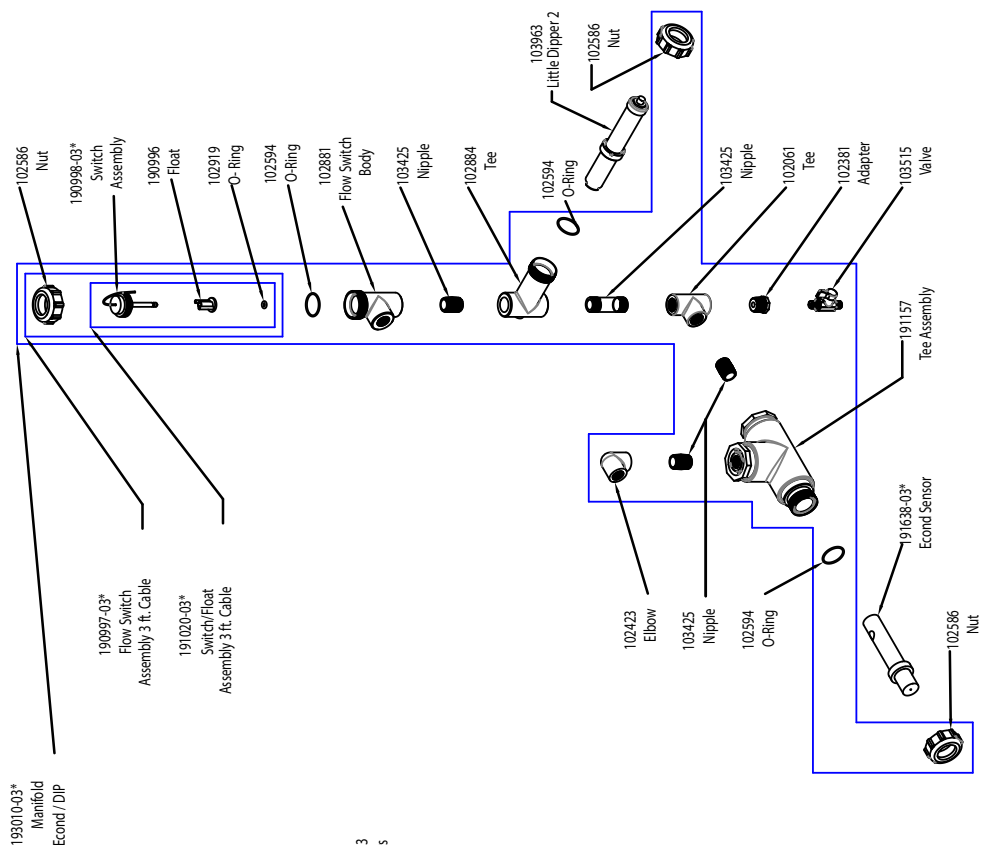 193010-03*
Manifold
Econd / DIP
190997-03*
Flow Switch
Assembly 3 ft. Cable
191020-03*
Switch/Float
Assembly 3 ft. Cable
102586
Nut
190998-03*
Switch
Assembly
190996
Float
102919
O- Ring
102594
O-Ring
102881
Flow Switch
Body
103425
Nipple
102884
Tee
102594
O-Ring
103963
Little Dipper 2
102586
Nut
103425
Nipple
102061
Tee
102381
Adapter
103515
Valve
191157
Tee Assembly
102423
Elbow
103425
Nipple
102594
O-Ring
191638-03*
Econd Sensor
102586
Nut
3
s